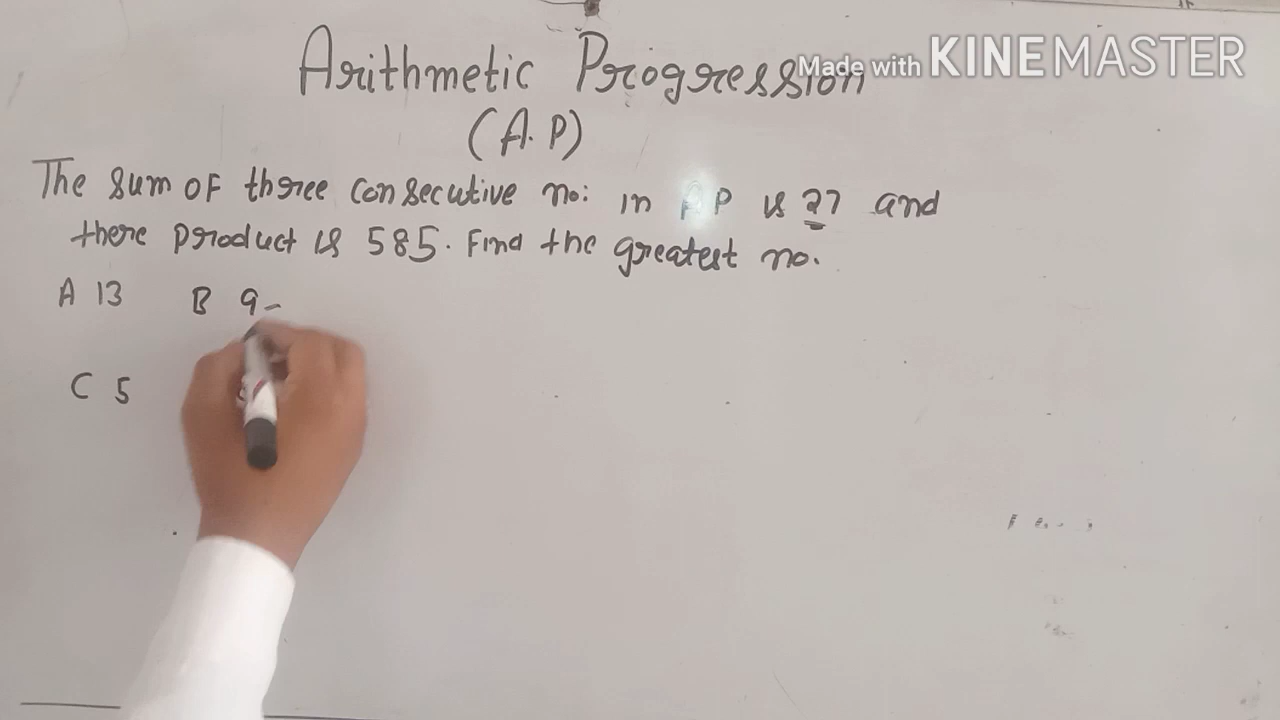 Arithmetic Progression
Made with KINEMASTER
(A.P)
The sum of three consecutive no: in AP is 27 and
there product is 585. Find the greatest no.
A 13 B 9
C 5